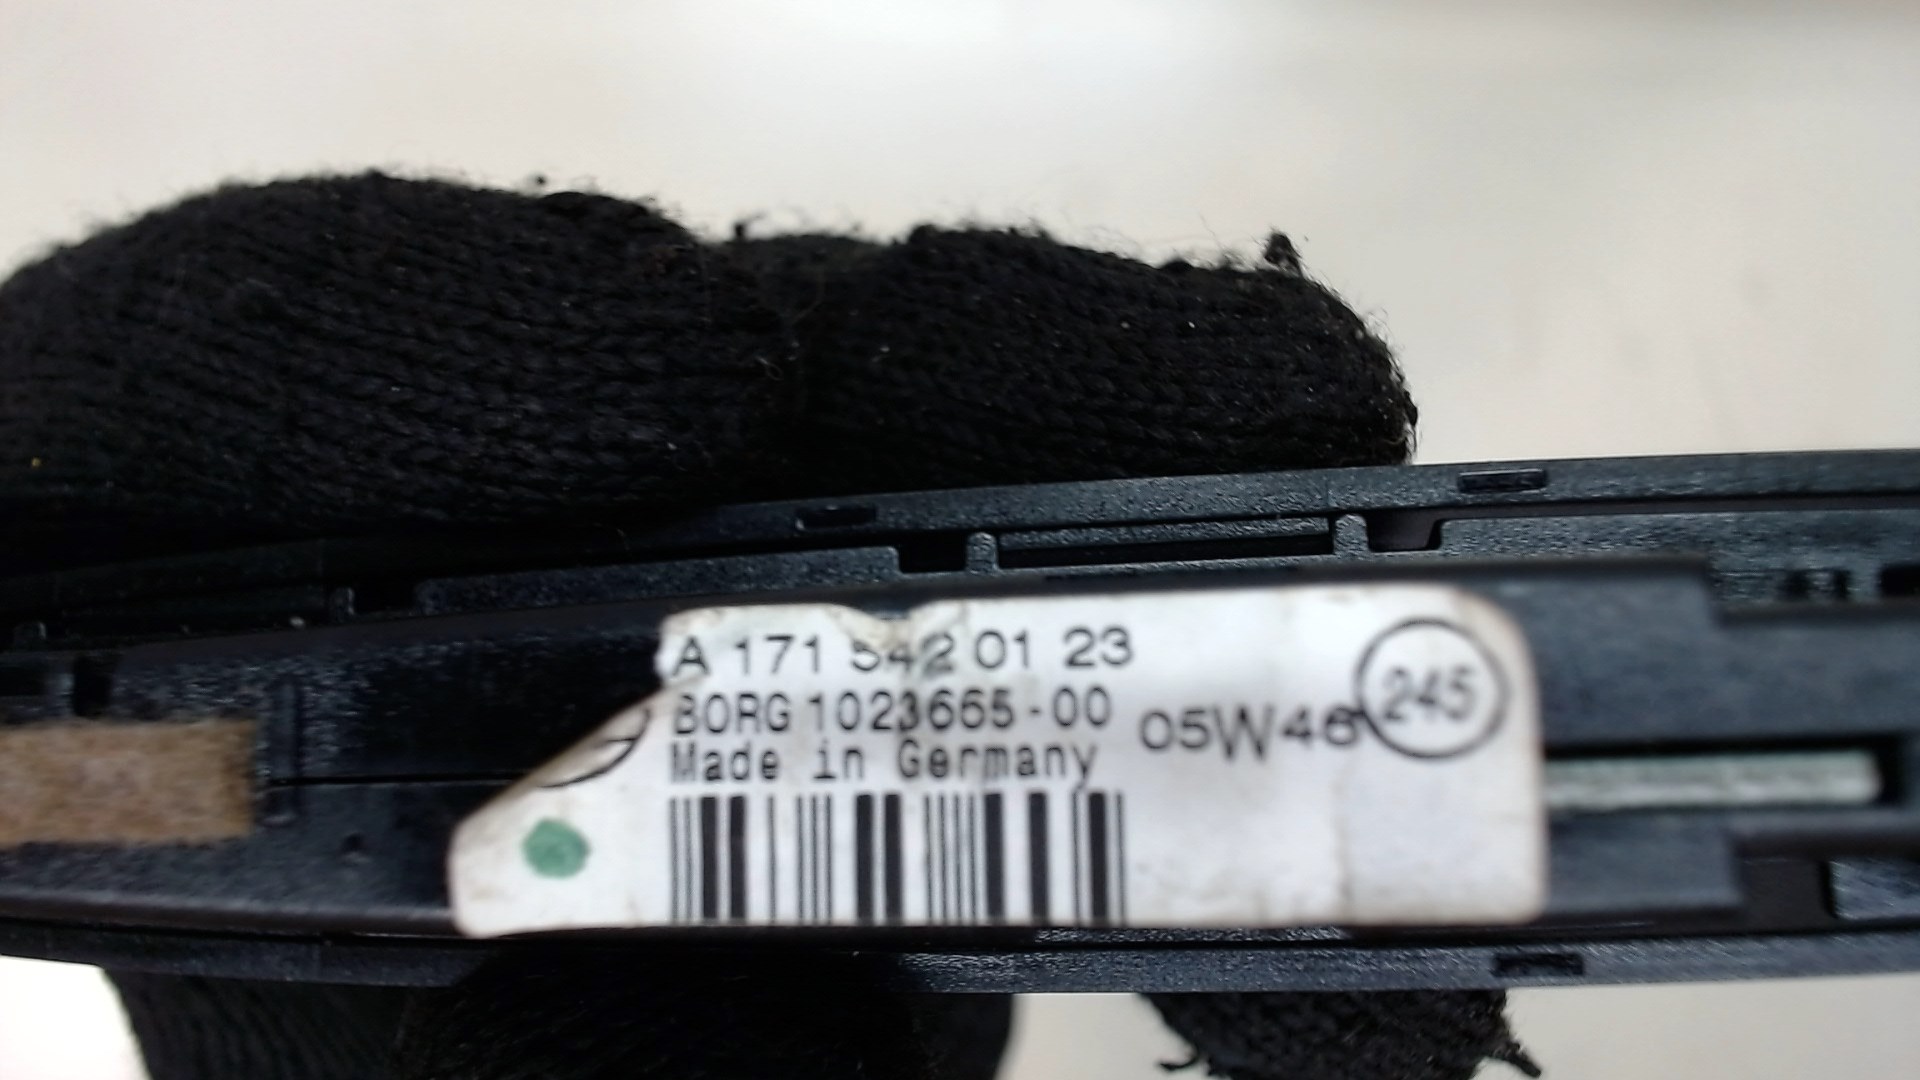 A 171 542 01 23
BORG 1023665-00
Made in Germany
05W46
245